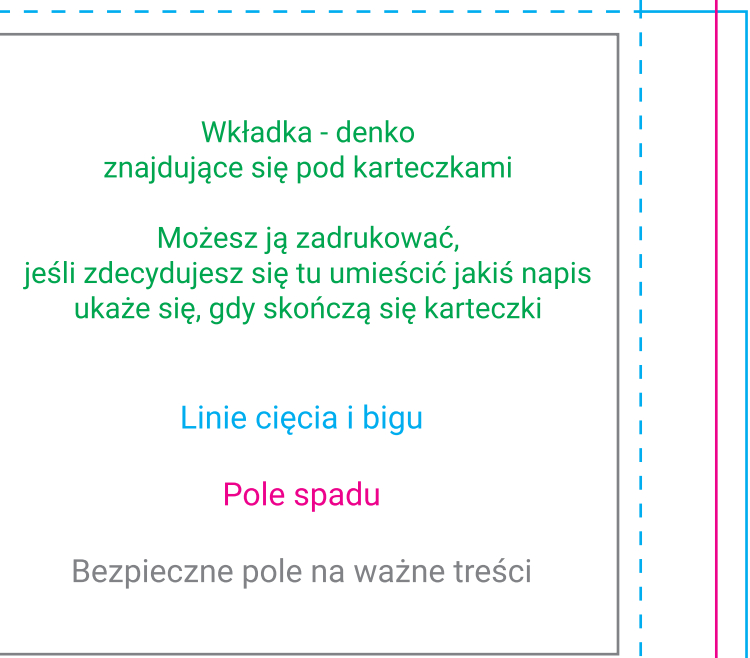 Wkładka - denko
znajdujące się pod karteczkami
Możesz ją zadrukować,
jeśli zdecydujesz się tu umieścić jakiś napis
ukaże się, gdy skończą się karteczki
Linie cięcia i bigu
Pole spadu
Bezpieczne pole na ważne treści